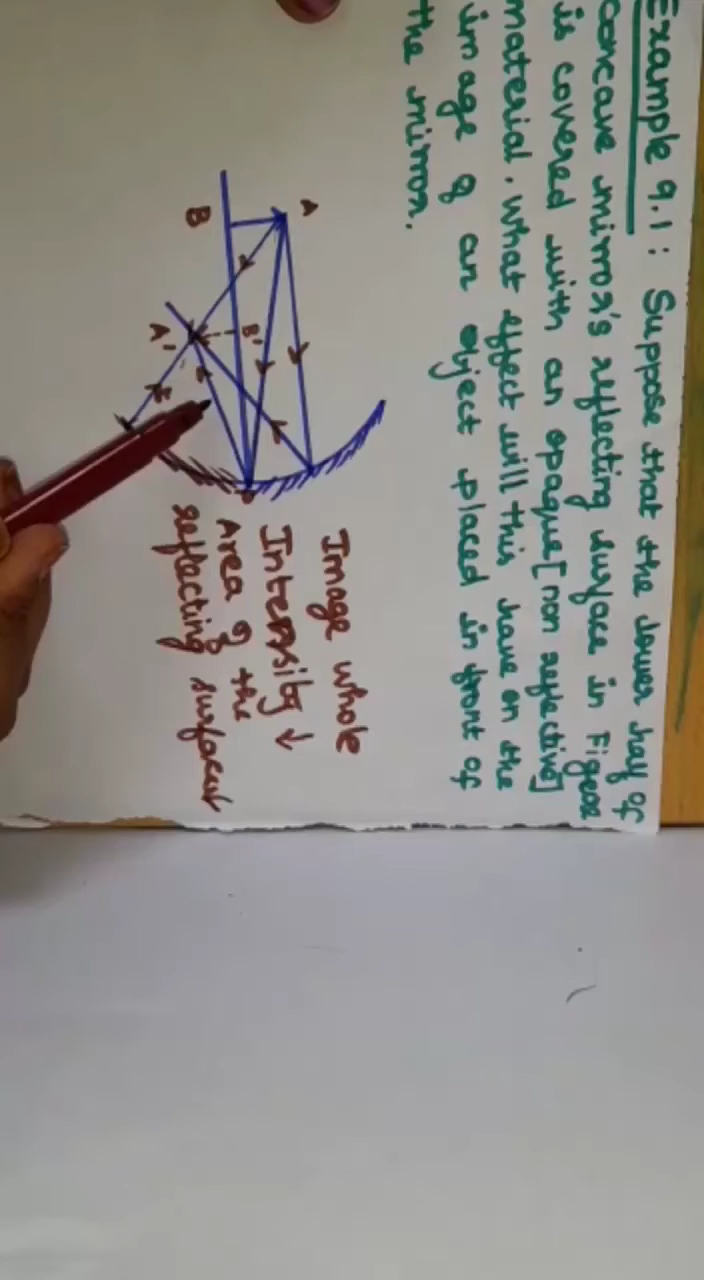 Example 9.1: Suppose that the lower half of
concave mirror's reflecting surface in Figure
is covered with an opaque [non reflective]
material. What effect will this have on the
image of an object placed in front of
the mirror.
A
B
B'
A'
Image whole
Intensity ↓
Area of the
reflecting surface